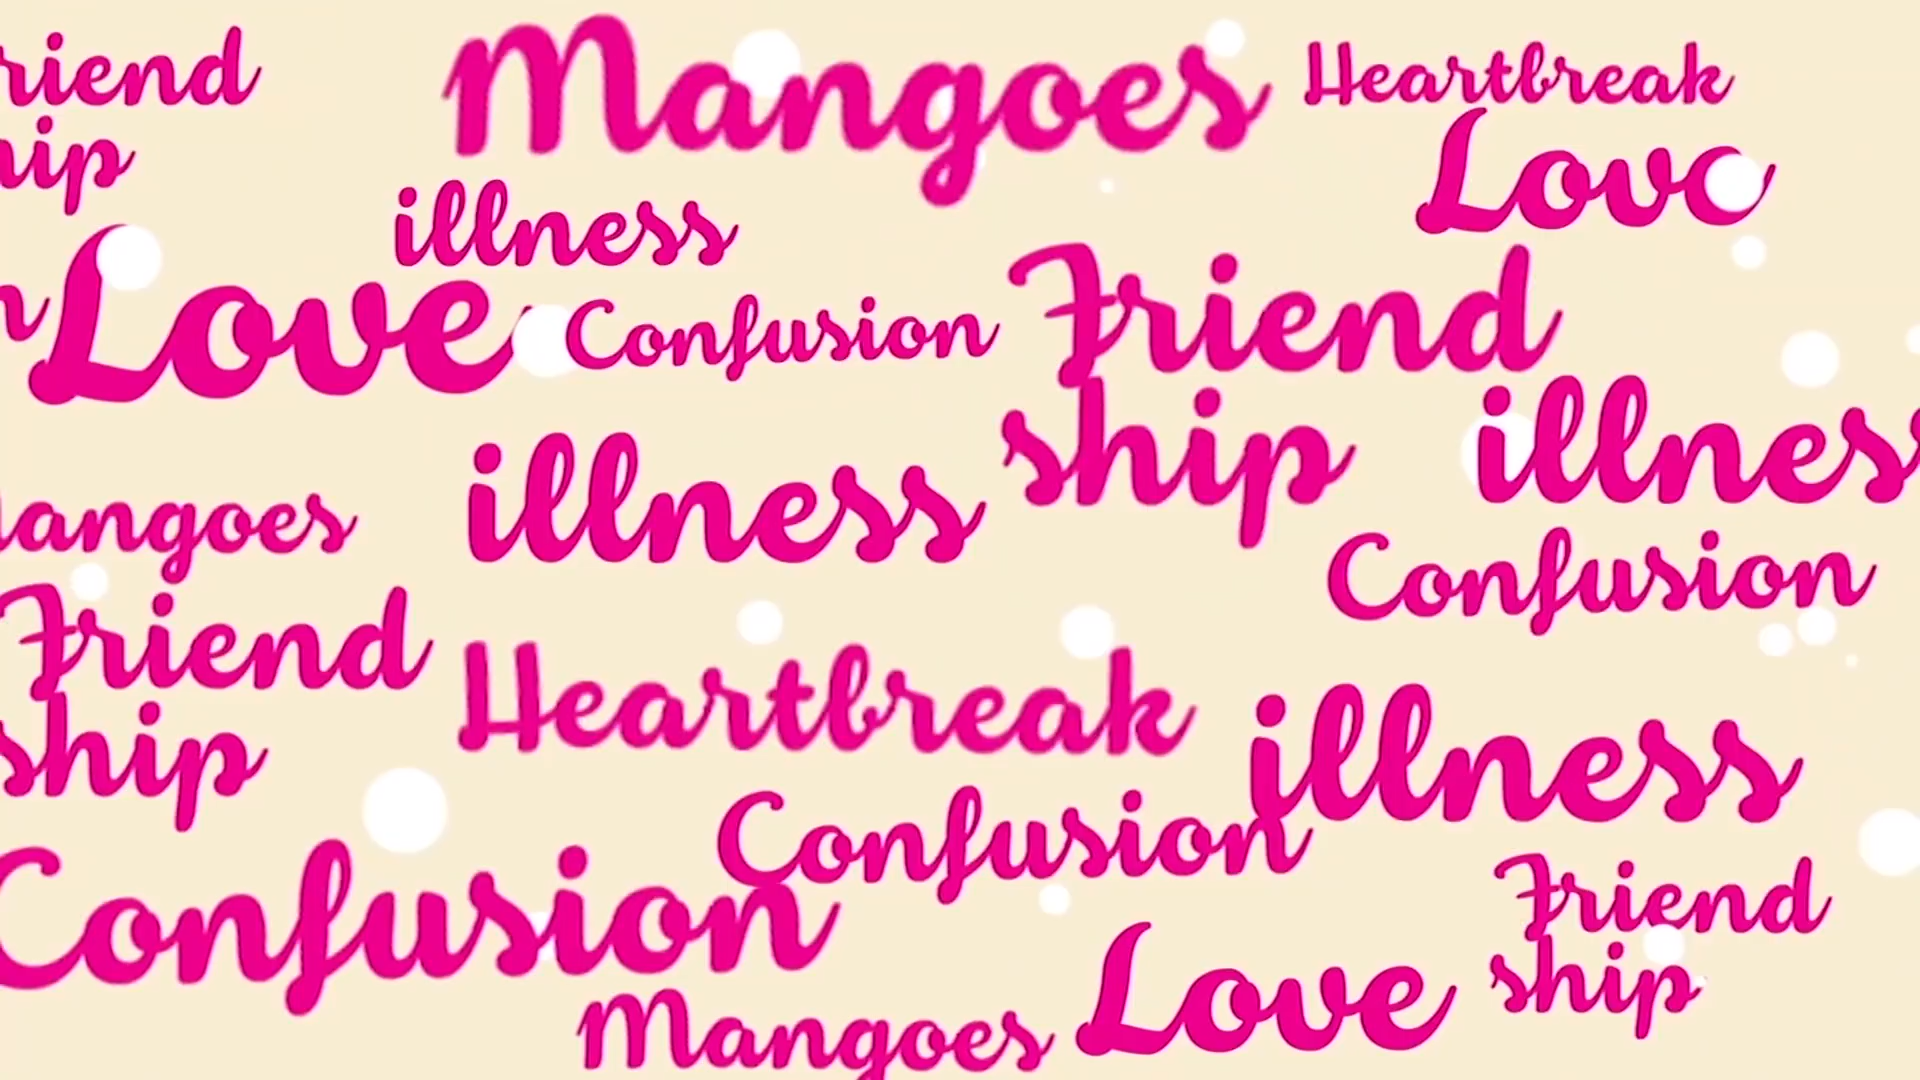 riend
hip
Mangoes
Heartbreak
Love
illness
n
Love
Confusion
Friend
ship
illness
illness
angoes
Confusion
Friend
ship
Heartbreak
illness
Confusion
Confusion
Friend
ship
Love
Mangoes